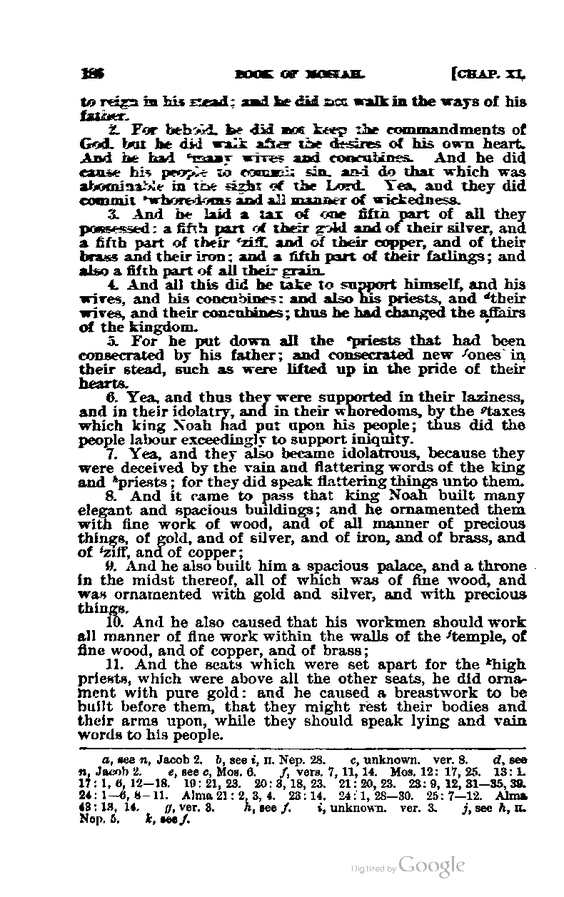 186 BOOK OF MOSIAH. [CHAP. XI.
to reign in his stead; and he did not walk in the ways of his
father.
2. For behold, he did not keep the commandments of
God, but he did walk after the desires of his own heart.
And he had ᵃmany wives and concubines. And he did
cause his people to commit sin, and do that which was
abominable in the sight of the Lord. Yea, and they did
commit ᵇwhoredoms and all manner of wickedness.
3. And he laid a tax of one fifth part of all they
possessed: a fifth part of their gold and of their silver, and
a fifth part of their ᶜziff, and of their copper, and of their
brass and their iron; and a fifth part of their fatlings; and
also a fifth part of all their grain.
4. And all this did he take to support himself, and his
wives, and his concubines: and also his priests, and ᵈtheir
wives, and their concubines; thus he had changed the affairs
of the kingdom.
5. For he put down all the ᵉpriests that had been
consecrated by his father; and consecrated new ᶠones in
their stead, such as were lifted up in the pride of their
hearts.
6. Yea, and thus they were supported in their laziness,
and in their idolatry, and in their whoredoms, by the ᵍtaxes
which king Noah had put upon his people; thus did the
people labour exceedingly to support iniquity.
7. Yea, and they also became idolatrous, because they
were deceived by the vain and flattering words of the king
and ʰpriests; for they did speak flattering things unto them.
8. And it came to pass that king Noah built many
elegant and spacious buildings; and he ornamented them
with fine work of wood, and of all manner of precious
things, of gold, and of silver, and of iron, and of brass, and
of ⁱziff, and of copper;
9. And he also built him a spacious palace, and a throne
in the midst thereof, all of which was of fine wood, and
was ornamented with gold and silver, and with precious
things.
10. And he also caused that his workmen should work
all manner of fine work within the walls of the ʲtemple, of
fine wood, and of copper, and of brass;
11. And the seats which were set apart for the ᵏhigh
priests, which were above all the other seats, he did orna-
ment with pure gold: and he caused a breastwork to be
built before them, that they might rest their bodies and
their arms upon, while they should speak lying and vain
words to his people.
a, see n, Jacob 2. b, see i, II. Nep. 28. c, unknown. ver. 8. d, see
n, Jacob 2. e, see c, Mos. 6. f, vers. 7, 11, 14. Mos. 12: 17, 25. 13: 1.
17: 1, 6, 12—18. 19: 21, 23. 20: 3, 18, 23. 21: 20, 23. 23: 9, 12, 31—35, 39.
24: 1—6, 8—11. Alma 21: 2, 3, 4. 23: 14. 24: 1, 28—30. 25: 7—12. Alma
43: 13, 14. g, ver. 3. h, see f. i, unknown. ver. 3. j, see h, II.
Nep. 5. k, see f.
Digitized by Google